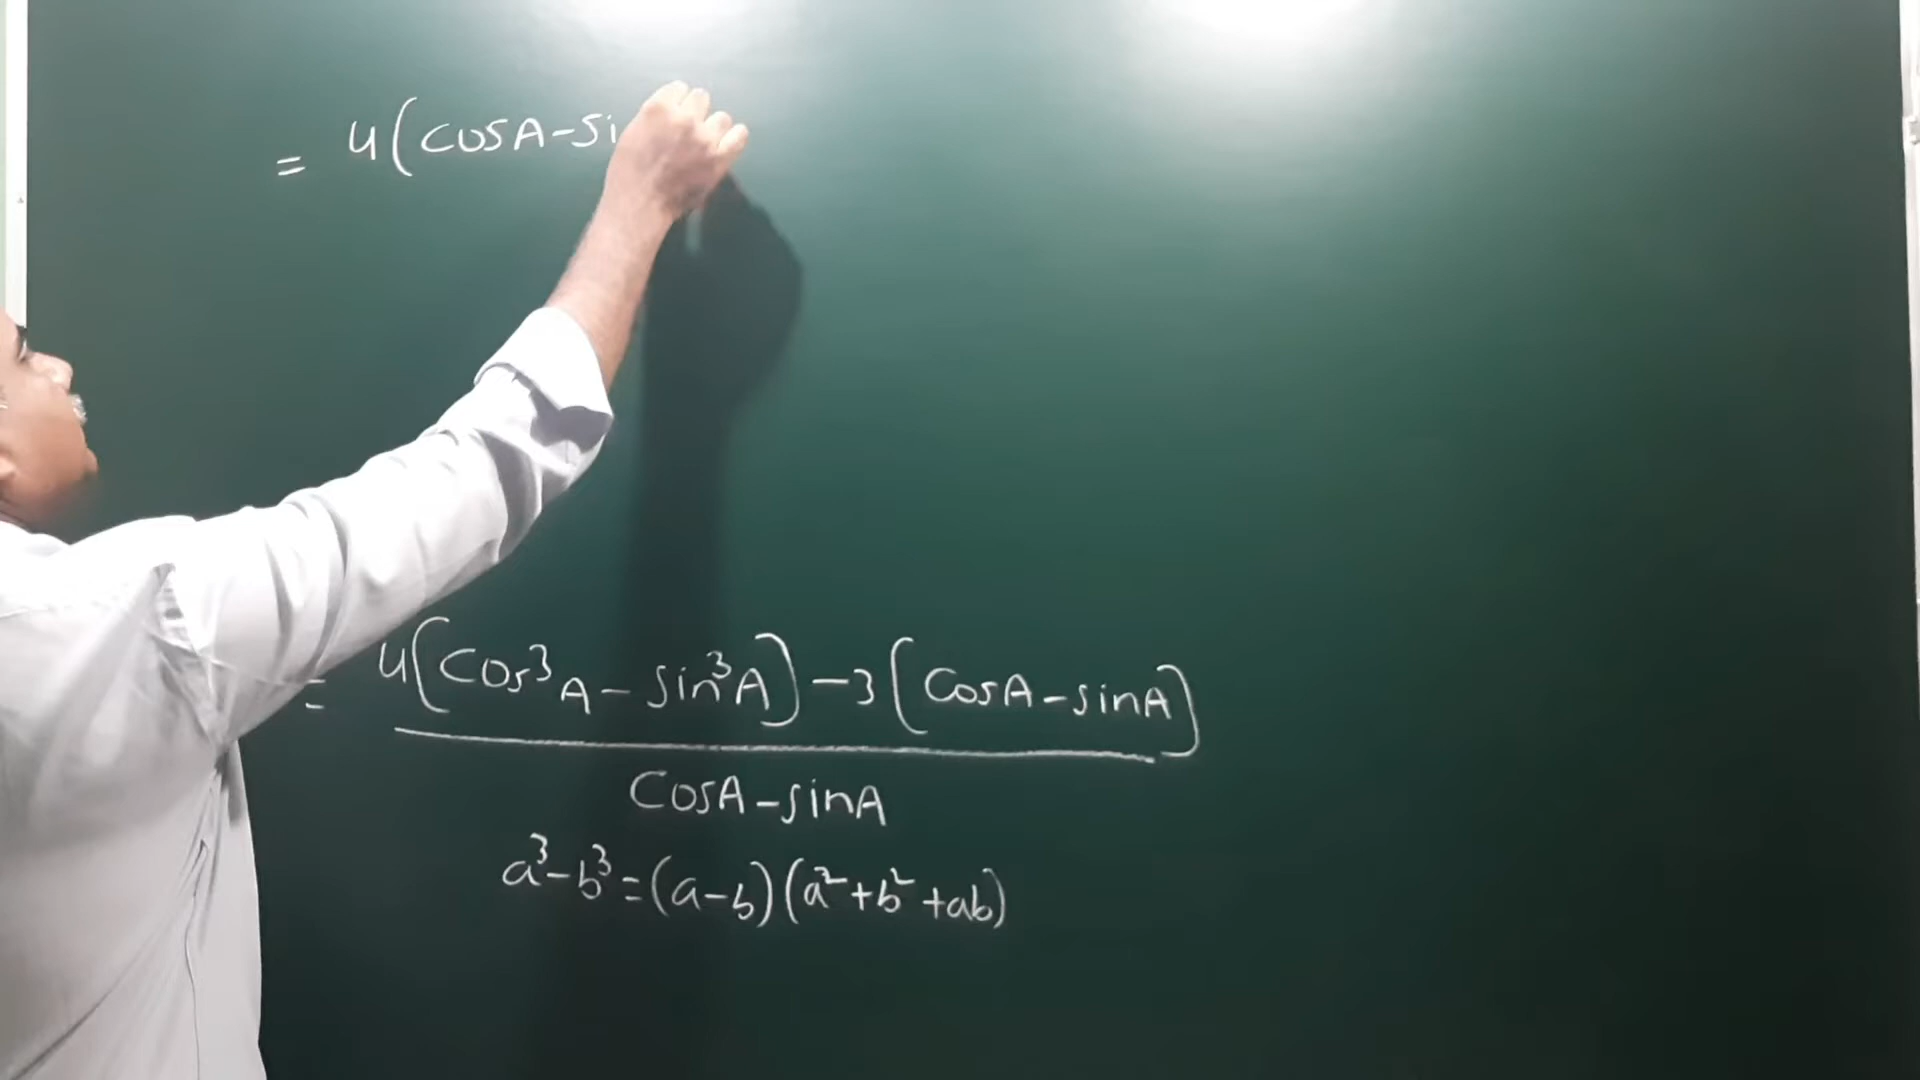 = 4(cosA-si
= 4(cos³A - sin³A) - 3(cosA - sinA)
cosA - sinA
a³-b³=(a-b)(a²+b²+ab)